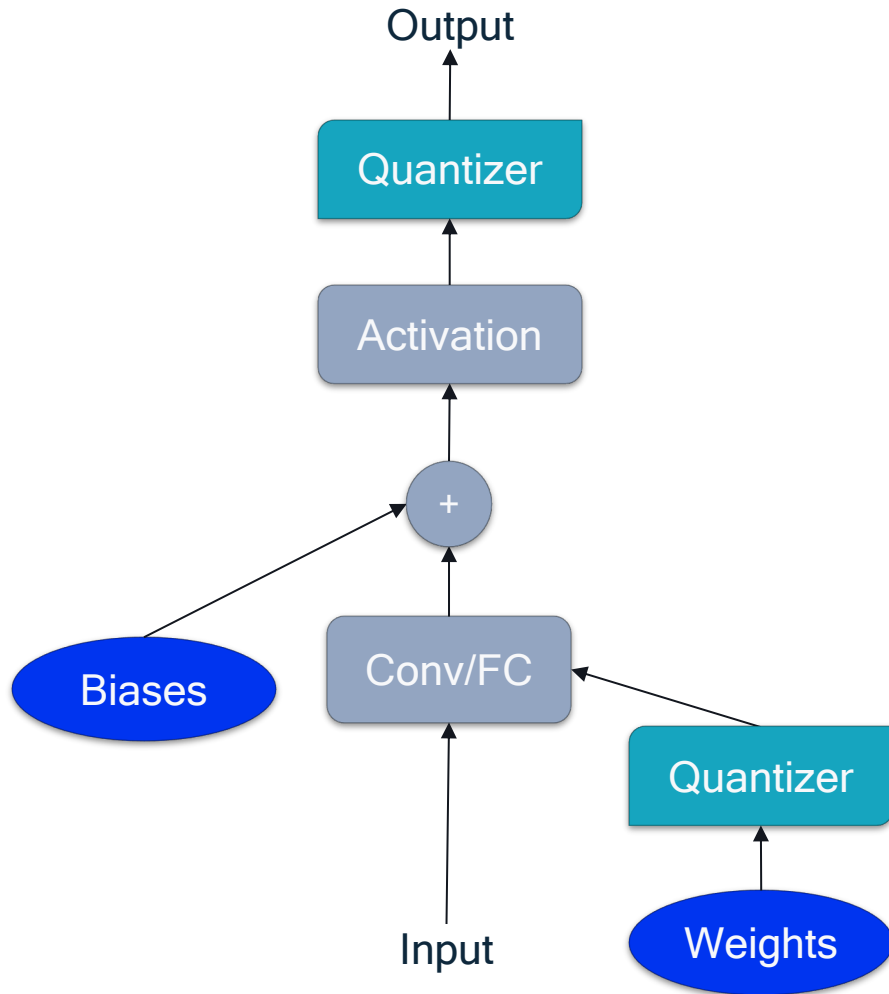 Output
Quantizer
Activation
+
Conv/FC
Biases
Quantizer
Input
Weights